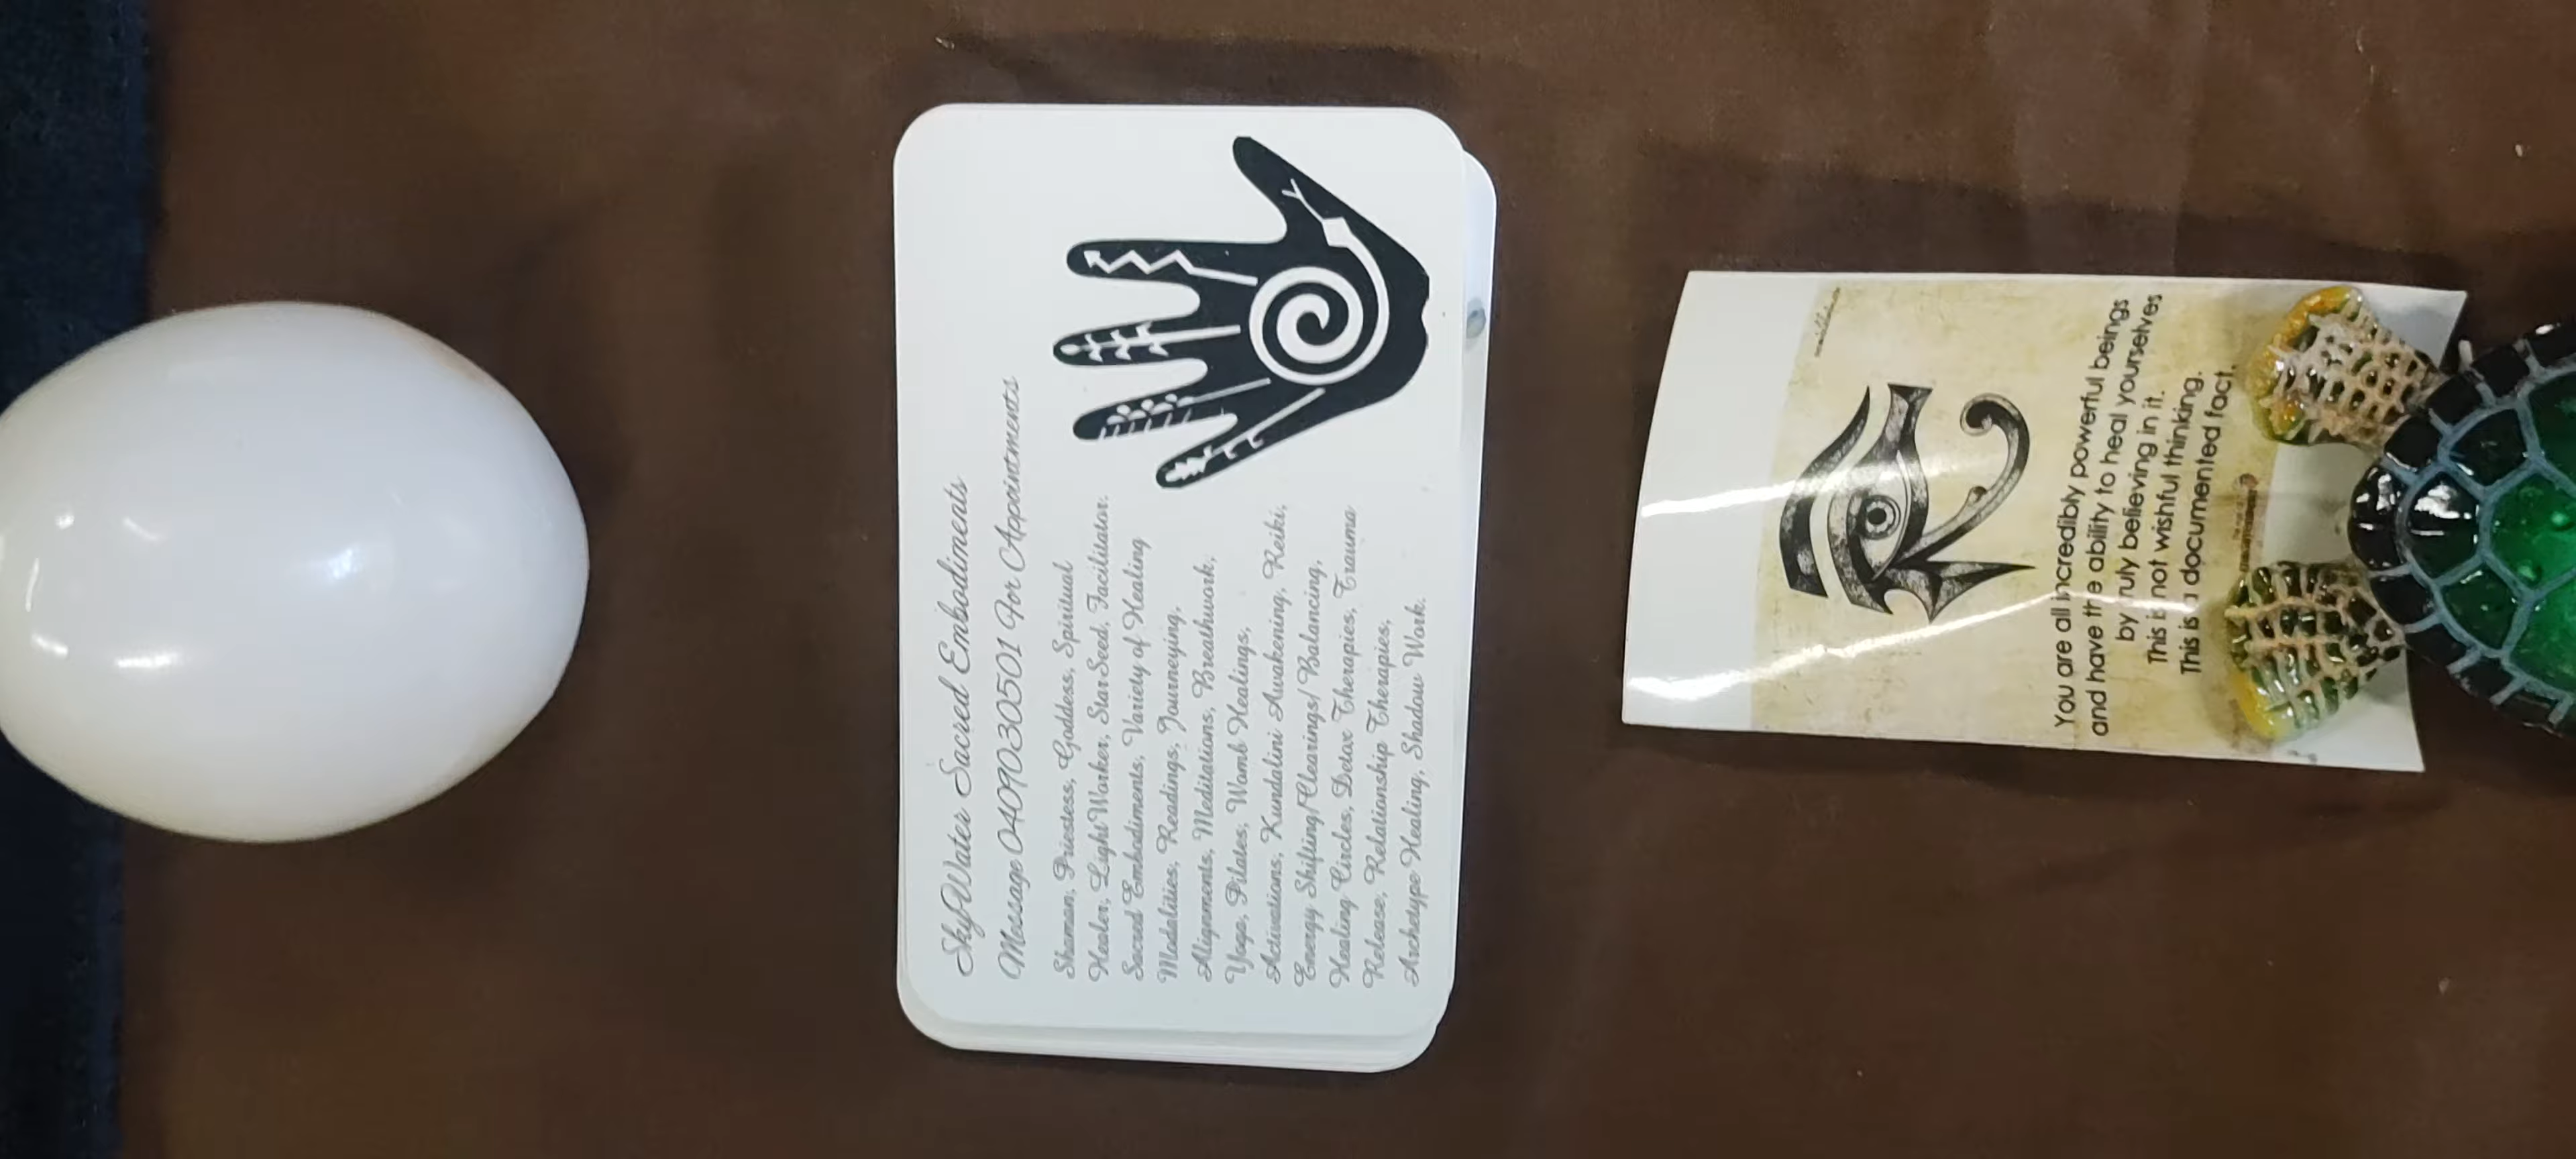 SkyWater Sacred Embodiments
Message 0409030501 For Appointments
Shaman, Priestess, Goddess, Spiritual
Healer, LightWorker, StarSeed, Facilitator.
Sacred Embodiments, Variety of Healing
Modalities, Readings, Journeying,
Alignments, Meditations, Breathwork,
Yoga, Pilates, Womb Healings,
Activations, Kundalini Awakening, Reiki,
Energy Shifting/Clearings/ Balancing,
Healing Circles, Detox Therapies, Trauma
Release, Relationship Therapies,
Archetype Healing, Shadow Work.
You are all incredibly powerful beings
and have the ability to heal yourselves
by truly believing in it.
This is not wishful thinking.
This is a documented fact.